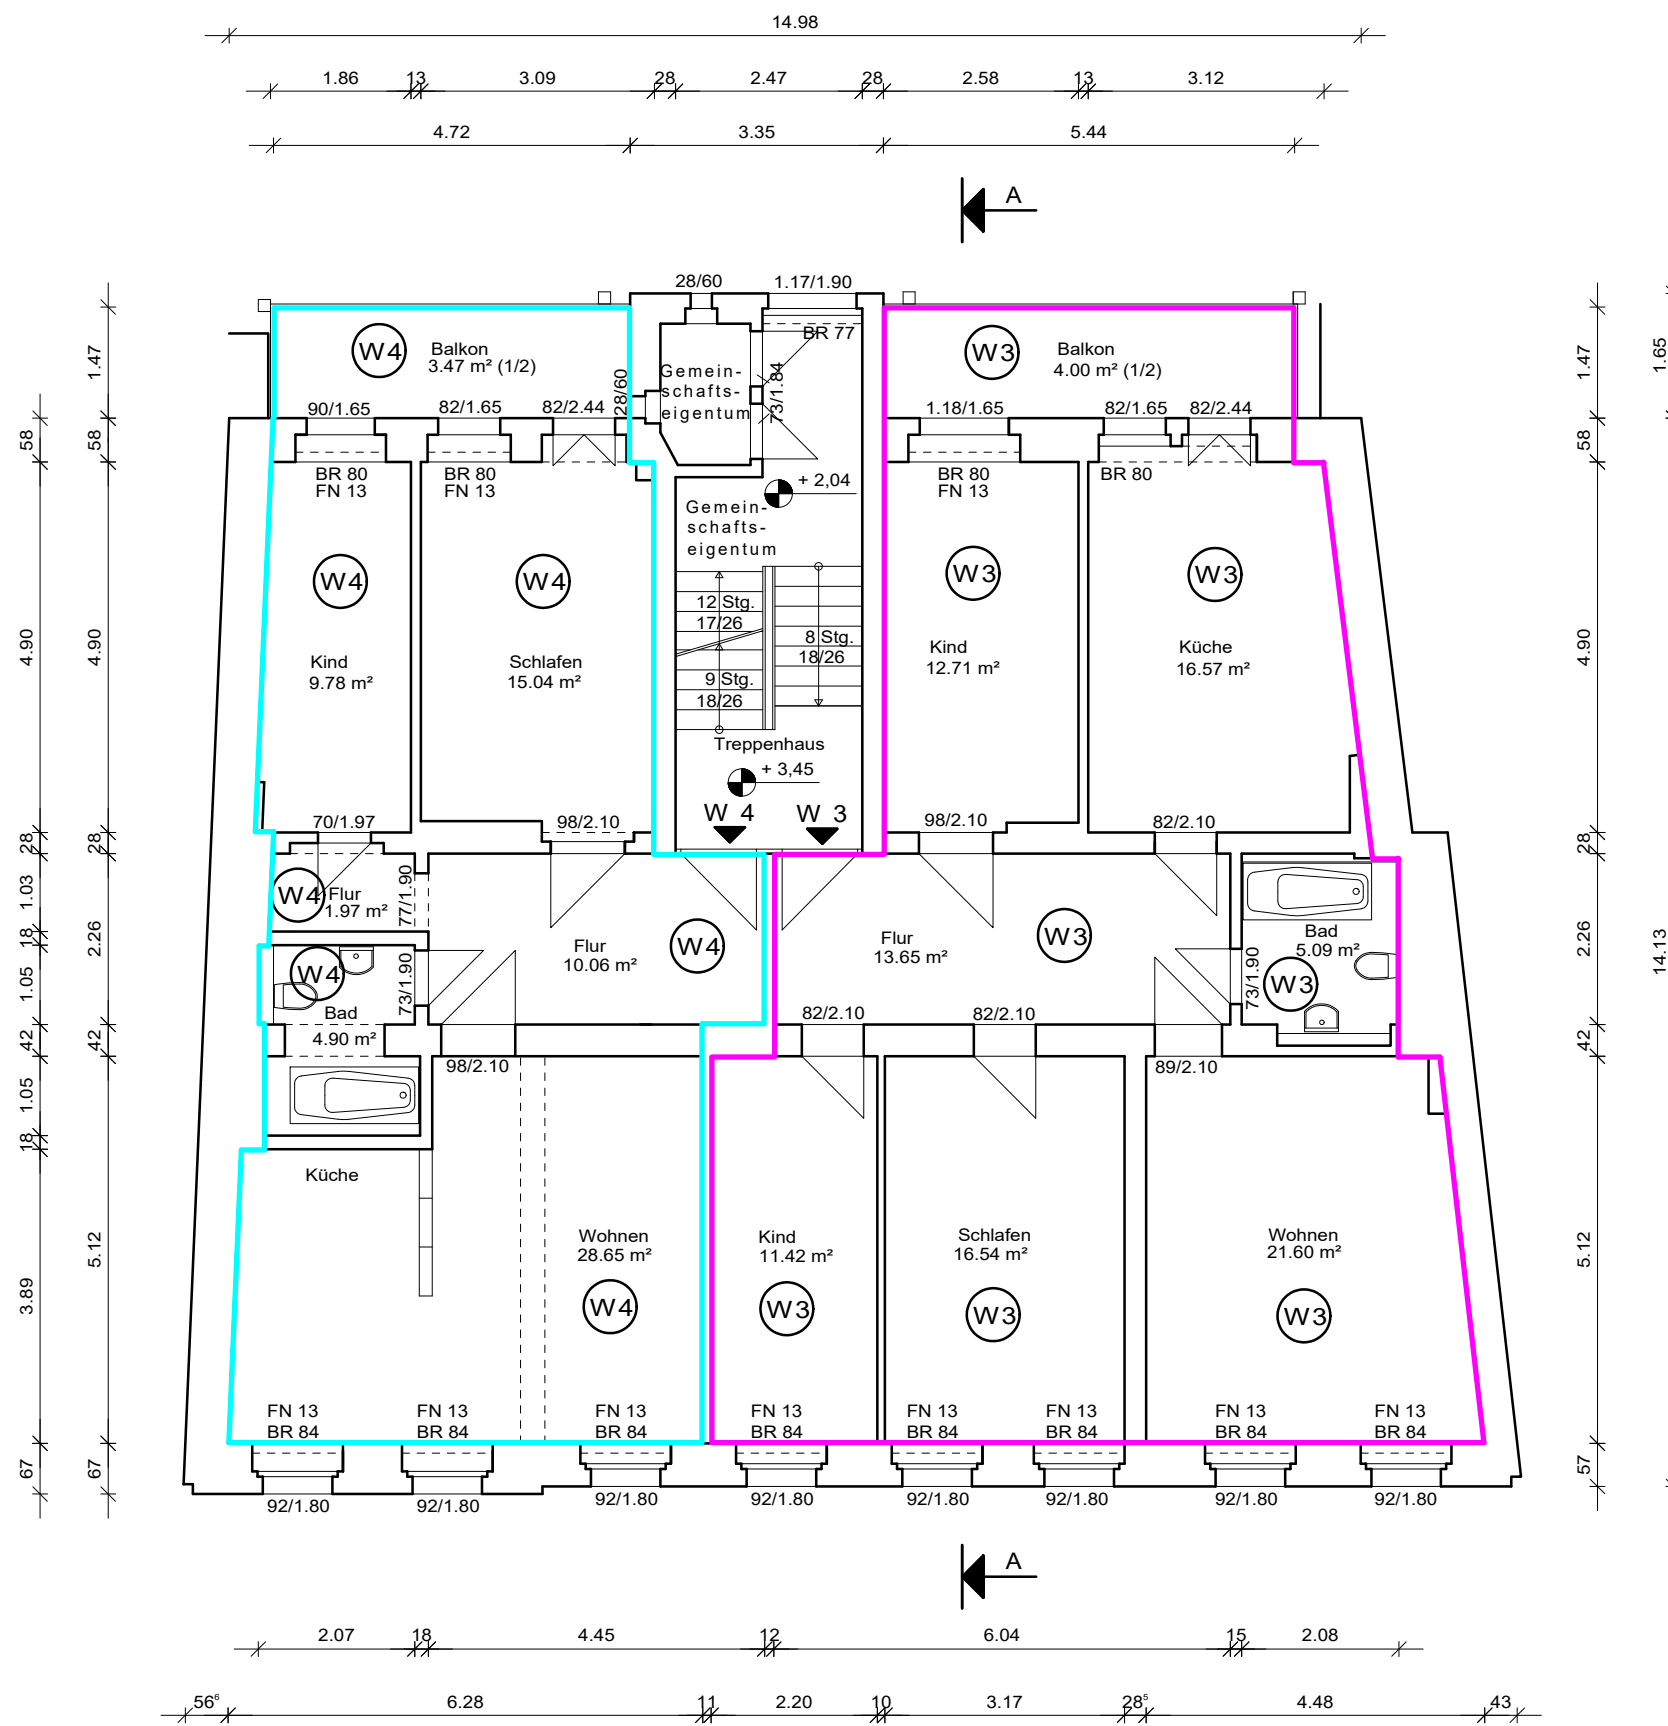 14.98
1.86 13 3.09 28 2.47 28 2.58 13 3.12
4.72 3.35 5.44
A
28/60 1.17/1.90
BR 77
W4 Balkon
3.47 m² (1/2)
Gemein-
schafts-
eigentum
28/60
73/1.84
W3 Balkon
4.00 m² (1/2)
1.47
1.47
1.65
90/1.65 82/1.65 82/2.44
1.18/1.65 82/1.65 82/2.44
58 58
58
BR 80
FN 13
BR 80
FN 13
BR 80
FN 13
BR 80
+ 2,04
Gemein-
schafts-
eigentum
W4 W4 W3 W3
12 Stg.
17/26
8 Stg.
18/26
9 Stg.
18/26
4.90 4.90
4.90
Kind
9.78 m²
Schlafen
15.04 m²
Kind
12.71 m²
Küche
16.57 m²
Treppenhaus
+ 3,45
W 4 W 3
70/1.97 98/2.10 98/2.10 82/2.10
28 28
28
1.03
18
1.05
2.26
2.26
14.13
W4 Flur
1.97 m²
77/1.90
Flur
10.06 m²
W4
Flur
13.65 m²
W3
Bad
5.09 m²
W3
73/1.90
W4
73/1.90
Bad
4.90 m²
82/2.10 82/2.10
98/2.10 89/2.10
42 42
42
1.05
18
3.89
5.12
5.12
Küche
Wohnen
28.65 m²
W4
Kind
11.42 m²
W3
Schlafen
16.54 m²
W3
Wohnen
21.60 m²
W3
FN 13 FN 13 FN 13 FN 13 FN 13 FN 13 FN 13 FN 13
BR 84 BR 84 BR 84 BR 84 BR 84 BR 84 BR 84 BR 84
67 67
57
92/1.80 92/1.80 92/1.80 92/1.80 92/1.80 92/1.80 92/1.80 92/1.80
A
2.07 18 4.45 12 6.04 15 2.08
56⁶ 6.28 11 2.20 10 3.17 28⁵ 4.48 43